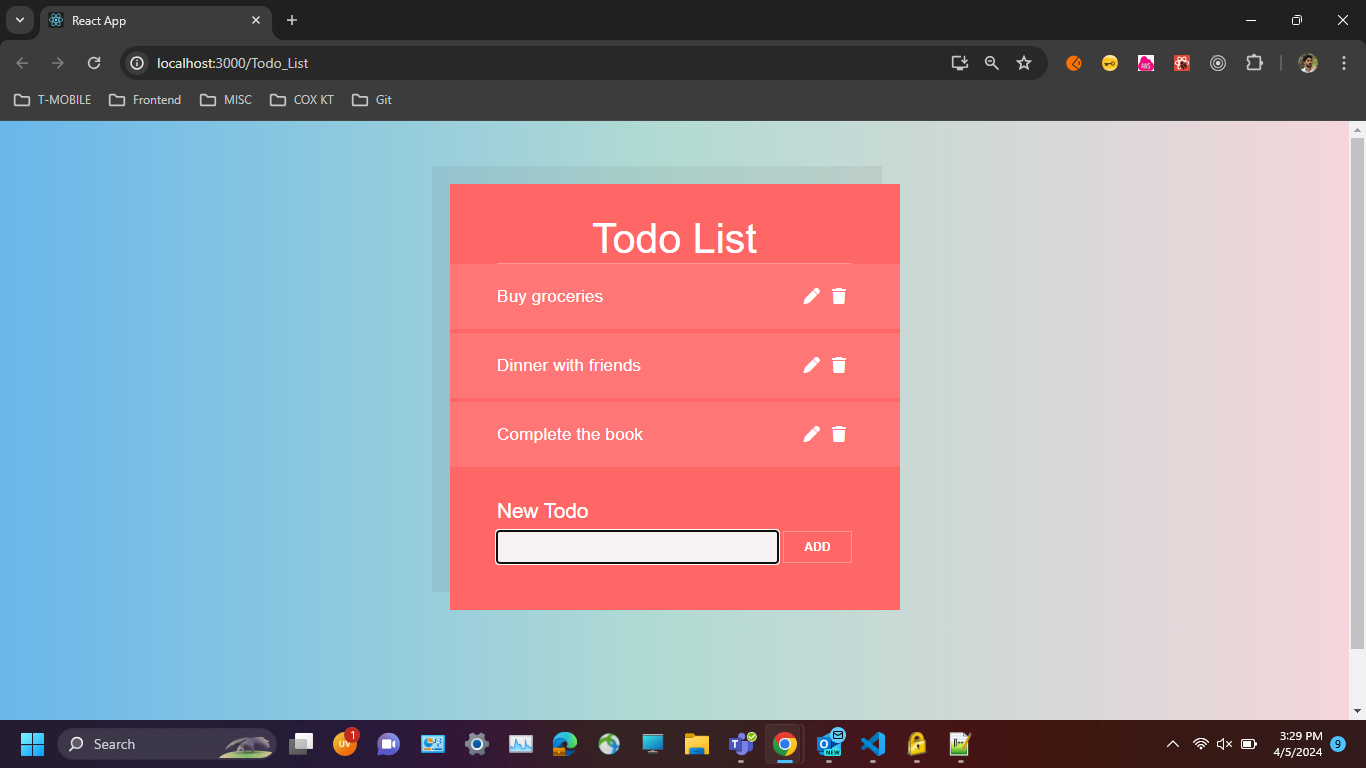 React App
localhost:3000/Todo_List
T-MOBILE
Frontend
MISC
COX KT
Git
Todo List
Buy groceries
Dinner with friends
Complete the book
New Todo
ADD
Search
UV
1
NEW
3:29 PM
4/5/2024
9